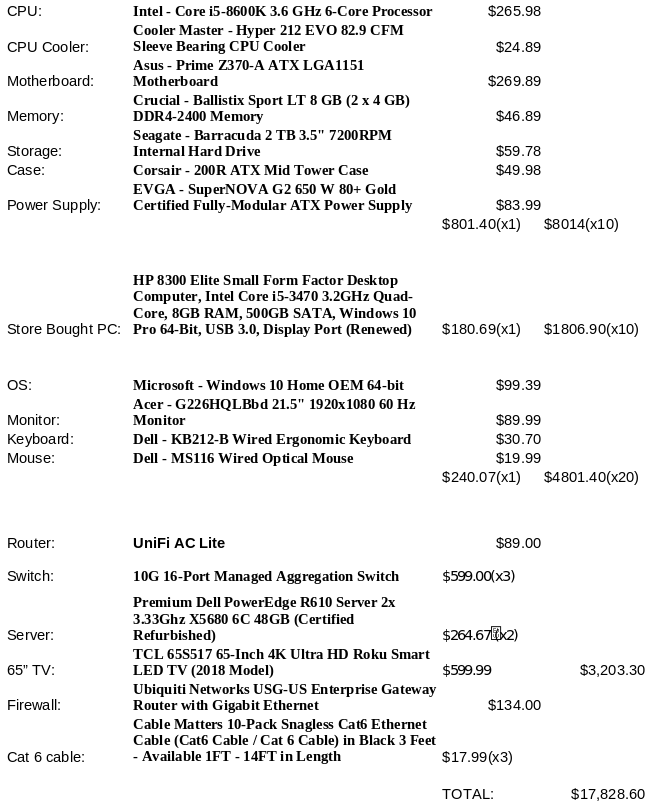 CPU: Intel - Core i5-8600K 3.6 GHz 6-Core Processor $265.98
Cooler Master - Hyper 212 EVO 82.9 CFM
CPU Cooler: Sleeve Bearing CPU Cooler $24.89
Asus - Prime Z370-A ATX LGA1151
Motherboard: Motherboard $269.89
Crucial - Ballistix Sport LT 8 GB (2 x 4 GB)
Memory: DDR4-2400 Memory $46.89
Seagate - Barracuda 2 TB 3.5" 7200RPM
Storage: Internal Hard Drive $59.78
Case: Corsair - 200R ATX Mid Tower Case $49.98
EVGA - SuperNOVA G2 650 W 80+ Gold
Power Supply: Certified Fully-Modular ATX Power Supply $83.99
$801.40(x1) $8014(x10)
HP 8300 Elite Small Form Factor Desktop
Computer, Intel Core i5-3470 3.2GHz Quad-
Core, 8GB RAM, 500GB SATA, Windows 10
Store Bought PC: Pro 64-Bit, USB 3.0, Display Port (Renewed) $180.69(x1) $1806.90(x10)
OS: Microsoft - Windows 10 Home OEM 64-bit $99.39
Acer - G226HQLBbd 21.5" 1920x1080 60 Hz
Monitor: Monitor $89.99
Keyboard: Dell - KB212-B Wired Ergonomic Keyboard $30.70
Mouse: Dell - MS116 Wired Optical Mouse $19.99
$240.07(x1) $4801.40(x20)
Router: UniFi AC Lite $89.00
Switch: 10G 16-Port Managed Aggregation Switch $599.00(x3)
Premium Dell PowerEdge R610 Server 2x
3.33Ghz X5680 6C 48GB (Certified
Server: Refurbished) $264.67(x2)
TCL 65S517 65-Inch 4K Ultra HD Roku Smart
65” TV: LED TV (2018 Model) $599.99 $3,203.30
Ubiquiti Networks USG-US Enterprise Gateway
Firewall: Router with Gigabit Ethernet $134.00
Cable Matters 10-Pack Snagless Cat6 Ethernet
Cable (Cat6 Cable / Cat 6 Cable) in Black 3 Feet
Cat 6 cable: - Available 1FT - 14FT in Length $17.99(x3)
TOTAL: $17,828.60